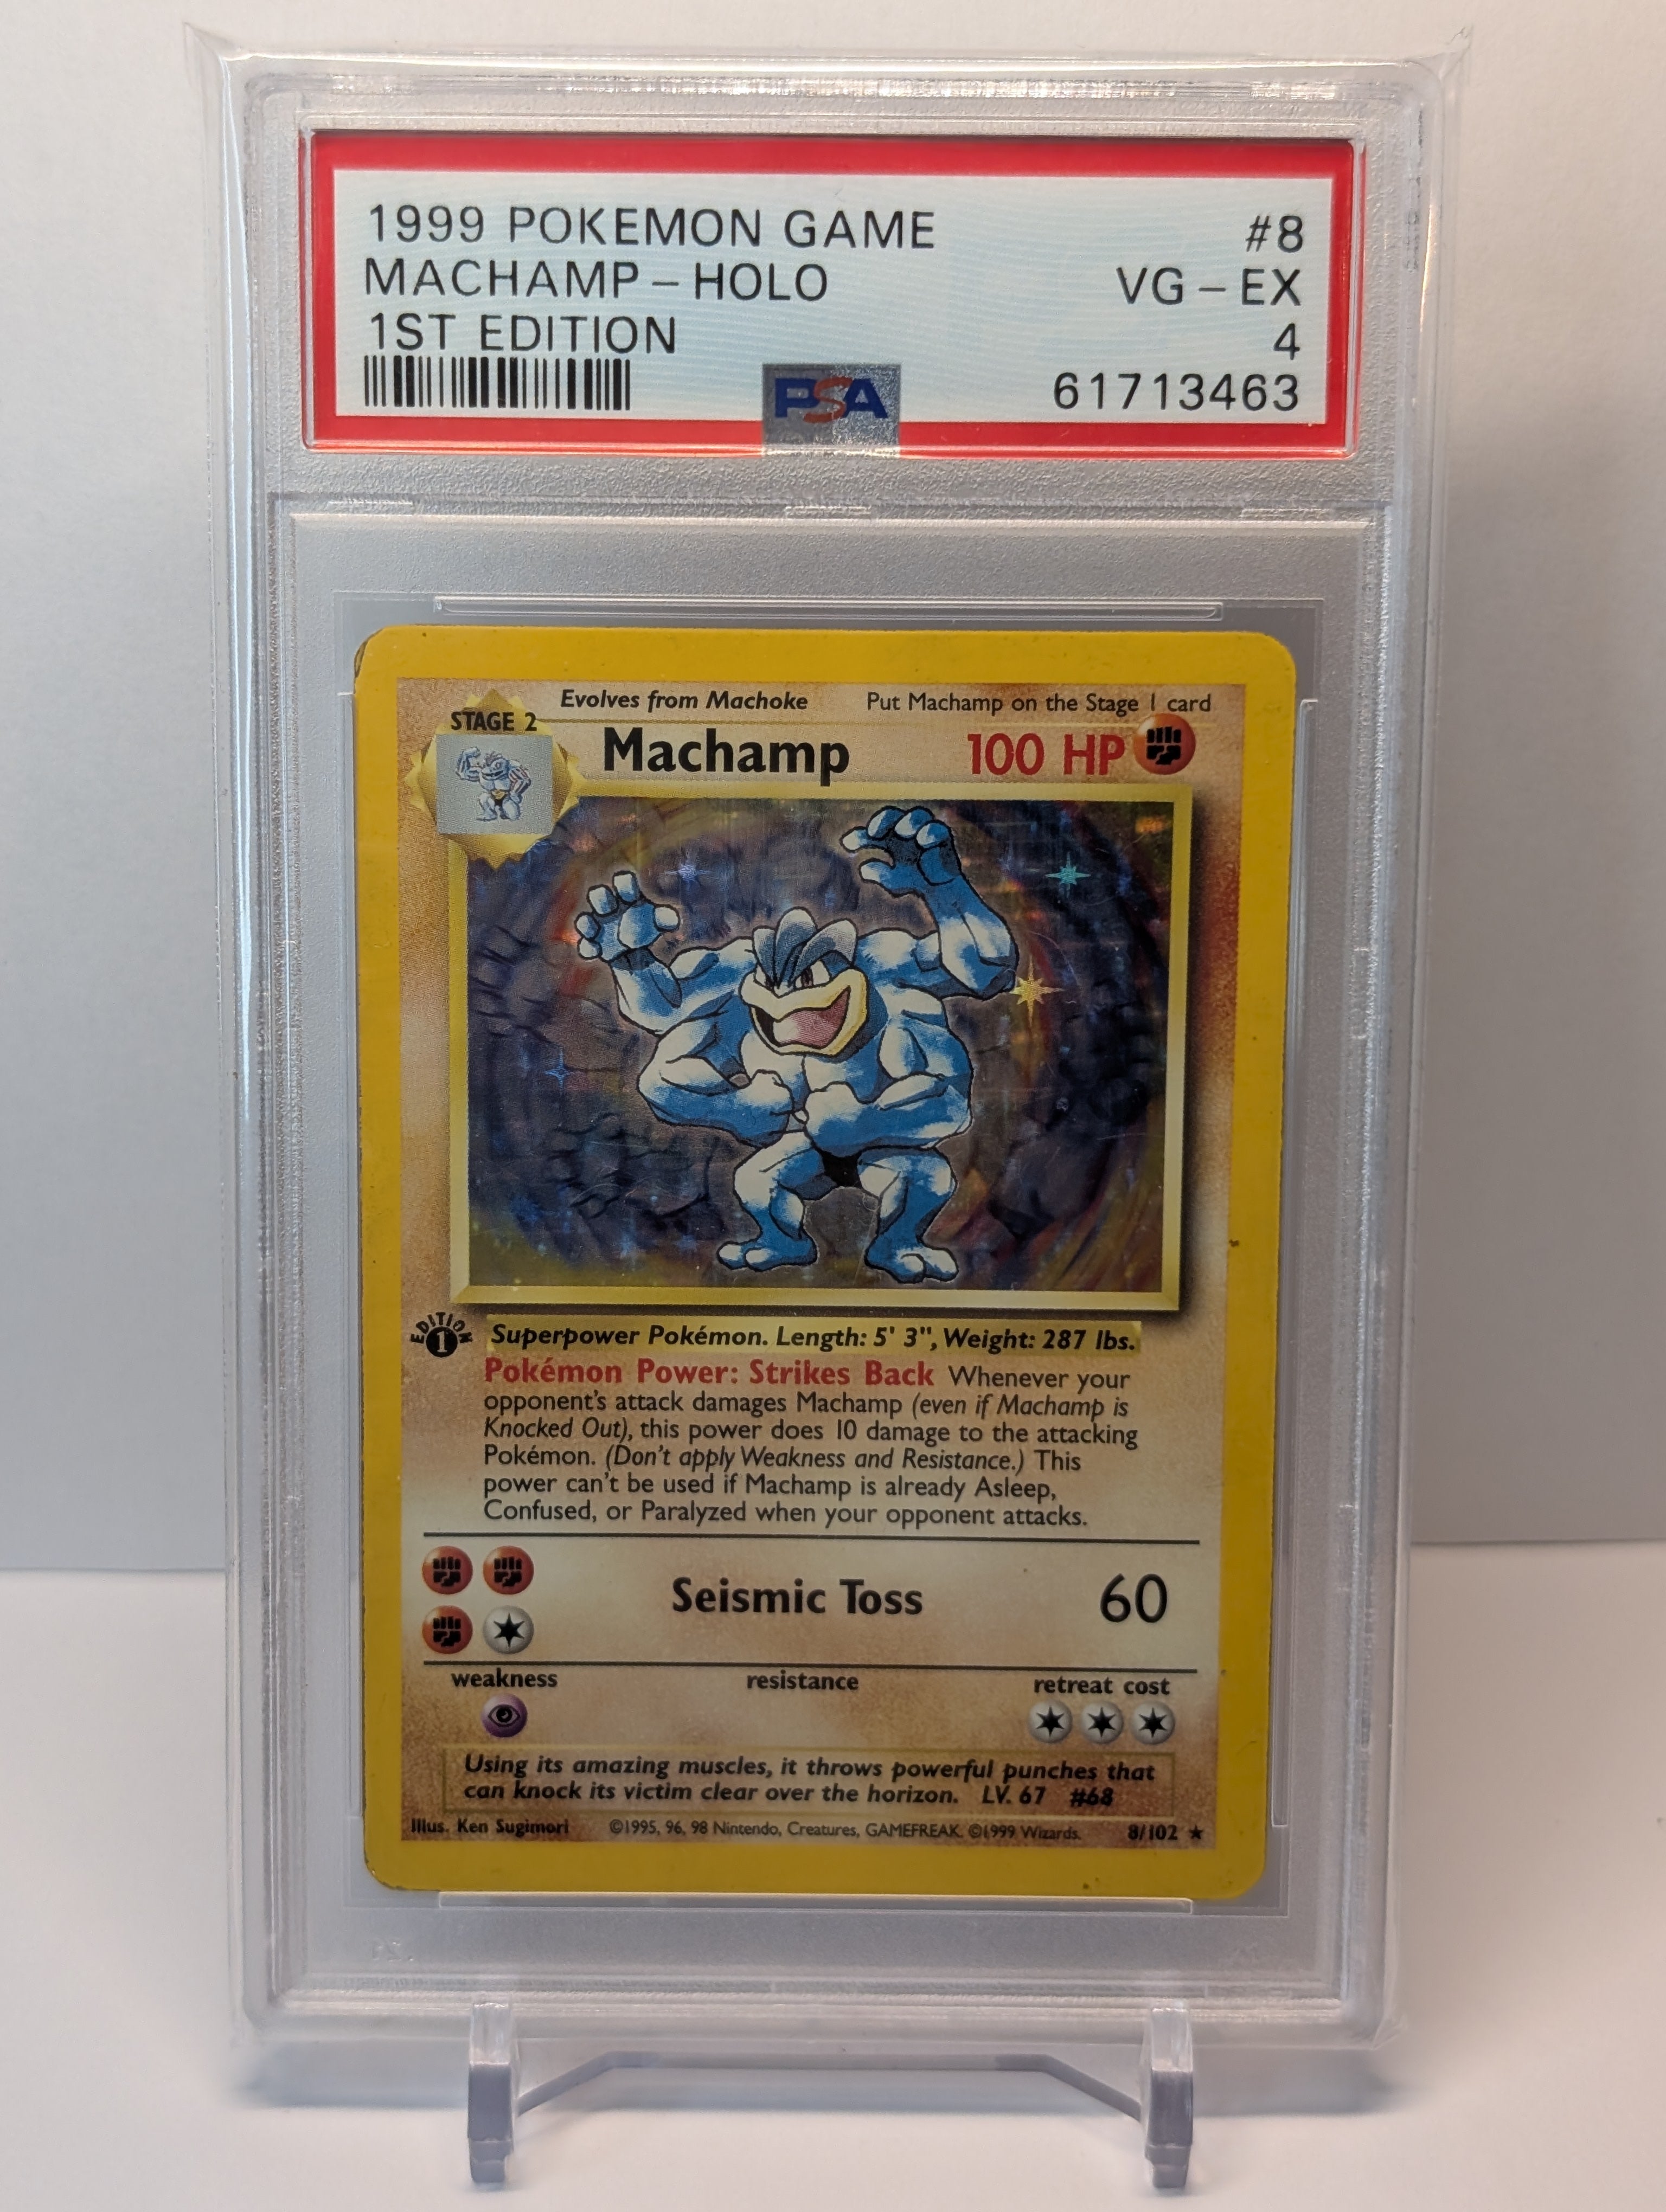 1999 POKEMON GAME #8
MACHAMP – HOLO VG – EX
1ST EDITION 4
PSA 61713463
Evolves from Machoke Put Machamp on the Stage 1 card
STAGE 2
Machamp 100 HP
EDITION 1
Superpower Pokémon. Length: 5' 3", Weight: 287 lbs.
Pokémon Power: Strikes Back Whenever your
opponent's attack damages Machamp (even if Machamp is
Knocked Out), this power does 10 damage to the attacking
Pokémon. (Don't apply Weakness and Resistance.) This
power can't be used if Machamp is already Asleep,
Confused, or Paralyzed when your opponent attacks.
Seismic Toss 60
weakness resistance retreat cost
Using its amazing muscles, it throws powerful punches that
can knock its victim clear over the horizon. LV. 67 #68
Illus. Ken Sugimori ©1995, 96, 98 Nintendo, Creatures, GAMEFREAK. ©1999 Wizards. 8/102 ★